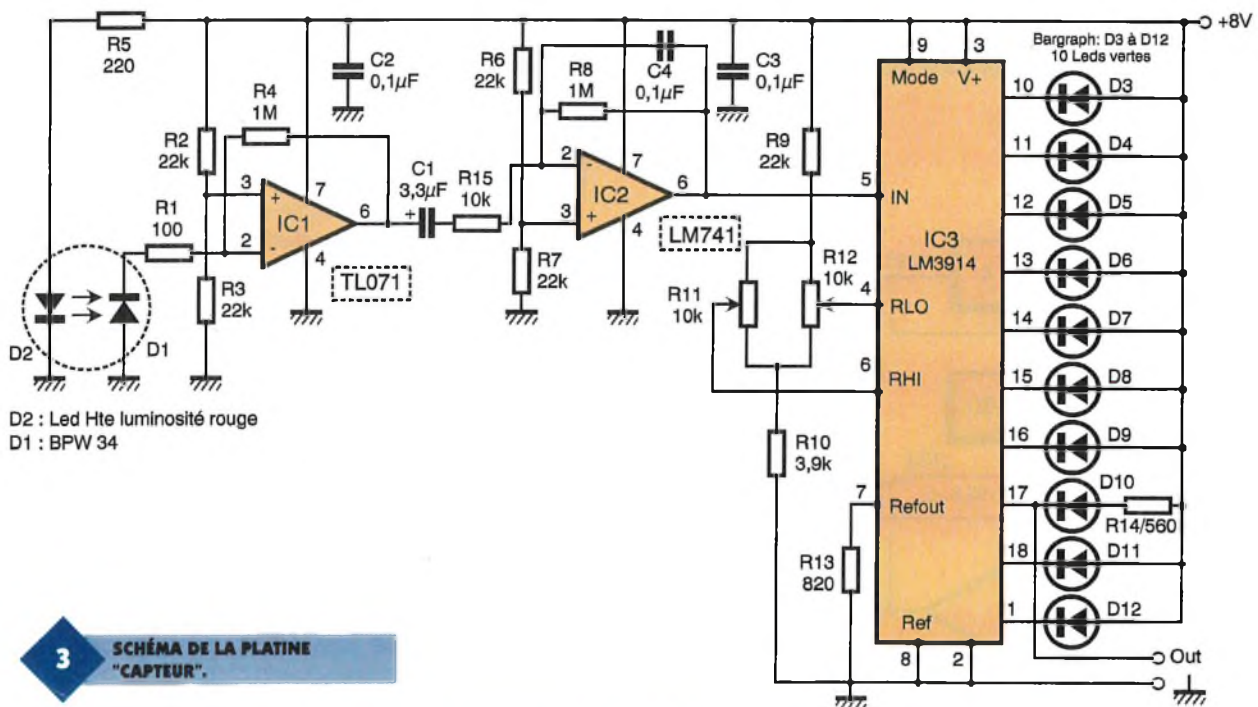 +8V
R5
220
R4
1M
C2
0,1µF
R6
22k
R8
1M
C4
0,1µF
C3
0,1µF
Bargraph: D3 à D12
10 Leds vertes
9
3
Mode
V+
10
D3
R2
22k
R9
22k
11
D4
3
+
7
IC1
6
2
-
4
TL071
C1
3,3µF
+
R15
10k
2
-
7
IC2
6
3
+
4
LM741
5
IN
12
D5
R1
100
IC3
LM3914
13
D6
R3
22k
R7
22k
R11
10k
R12
10k
4
RLO
14
D7
D2
D1
6
RHI
15
D8
D2 : Led Hte luminosité rouge
D1 : BPW 34
R10
3,9k
16
D9
7
Refout
17
D10
R14/560
R13
820
18
D11
1
D12
Ref
8
2
Out
3
SCHÉMA DE LA PLATINE
"CAPTEUR".